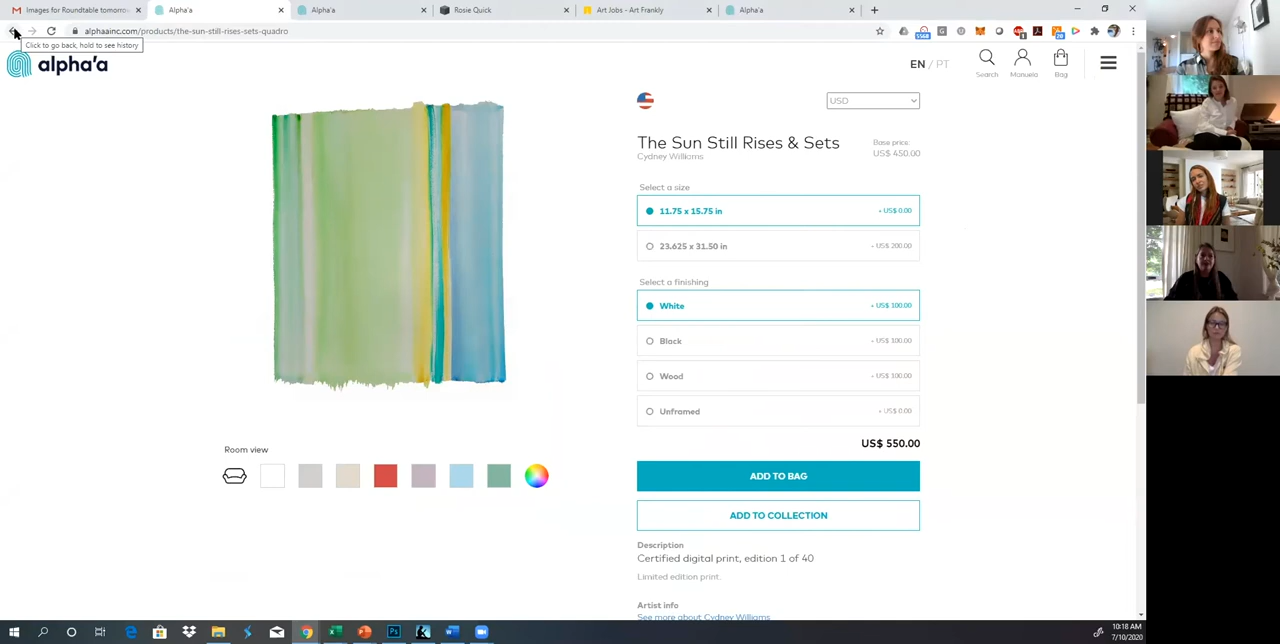 Images for Roundtable tomorrow
Alpha'a
Alpha'a
Rosie Quick
Art Jobs - Art Frankly
Alpha'a
alphaainc.com/products/the-sun-still-rises-sets-quadro
Click to go back, hold to see history
alpha'a
EN / PT
Search
Manuela
Bag
USD
The Sun Still Rises & Sets
Cydney Williams
Base price:
US$ 450.00
Select a size
11.75 x 15.75 in
+ US$ 0.00
23.625 x 31.50 in
+ US$ 200.00
Select a finishing
White
+ US$ 100.00
Black
+ US$ 100.00
Wood
+ US$ 100.00
Unframed
+ US$ 0.00
US$ 550.00
Room view
ADD TO BAG
ADD TO COLLECTION
Description
Certified digital print, edition 1 of 40
Limited edition print.
Artist info
See more about Cydney Williams
10:18 AM
7/10/2020